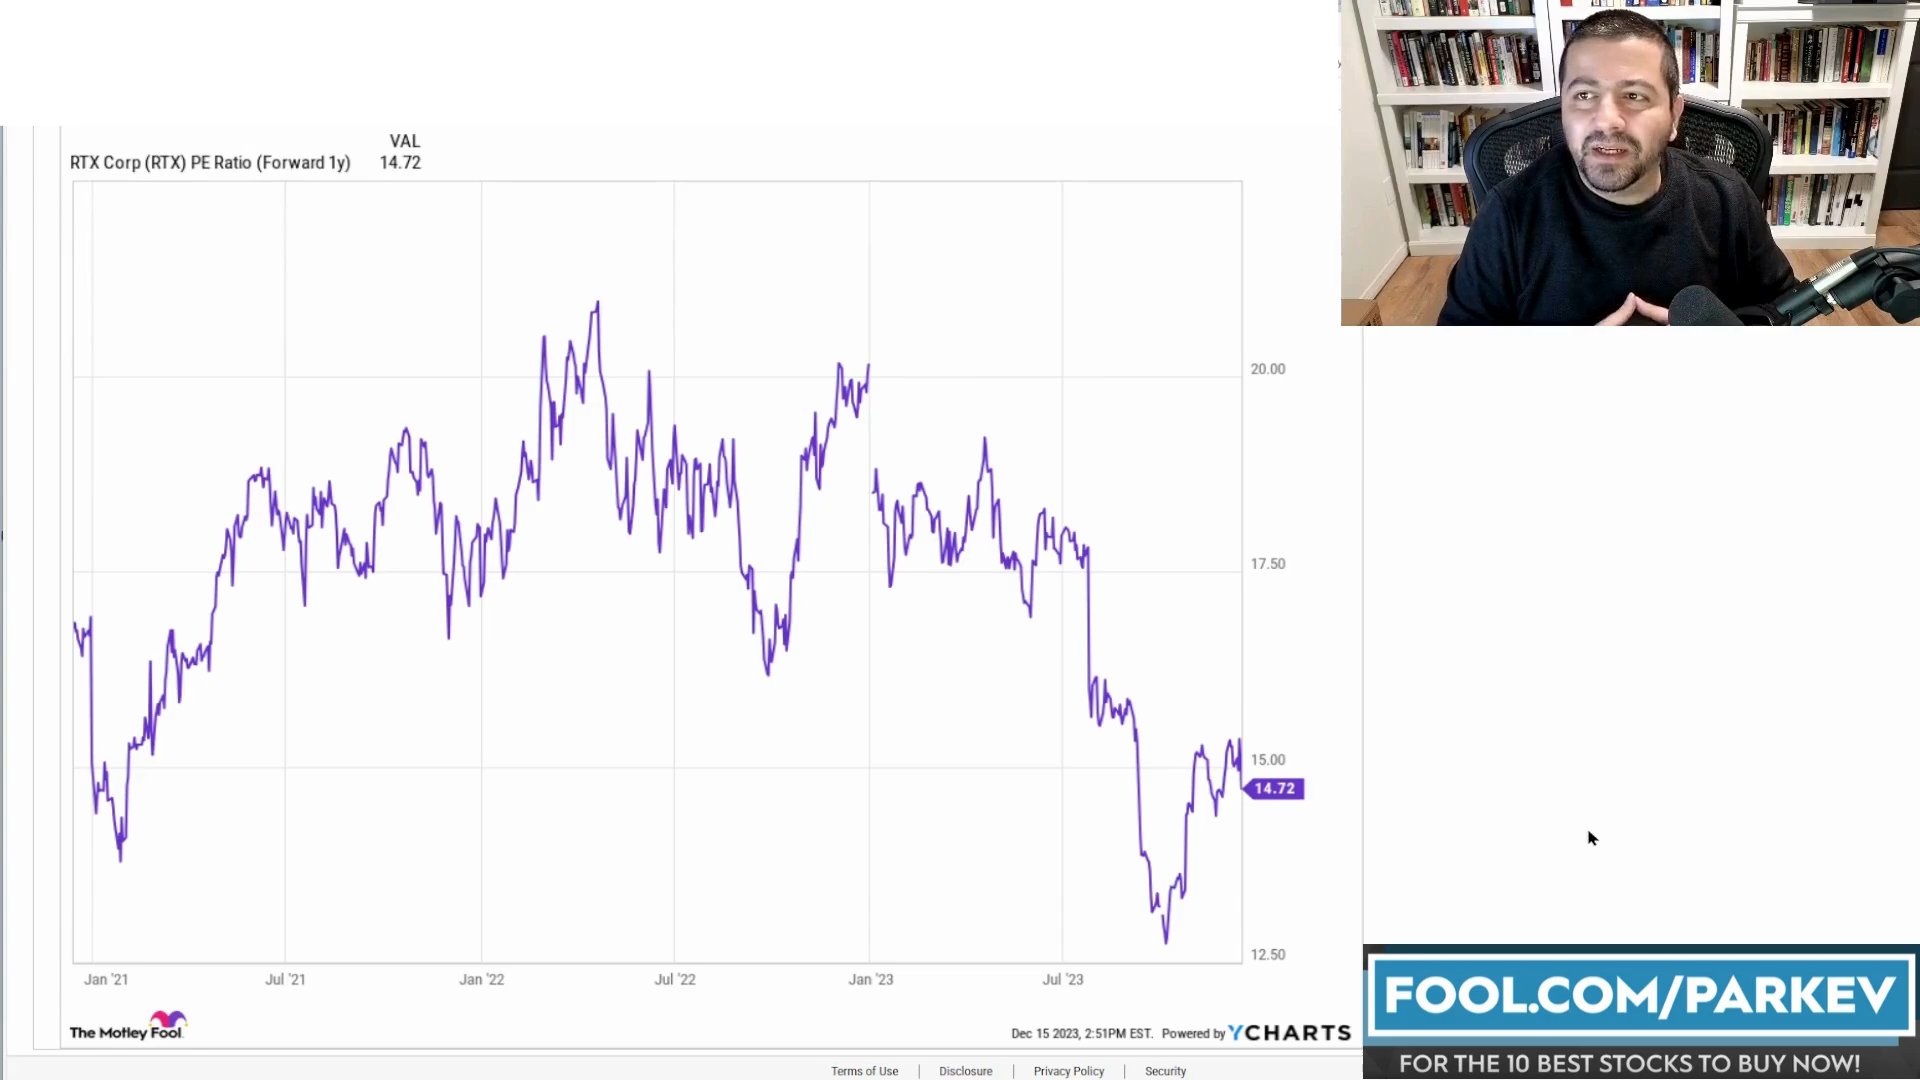 VAL
RTX Corp (RTX) PE Ratio (Forward 1y) 14.72
20.00
17.50
15.00
14.72
12.50
Jan '21 Jul '21 Jan '22 Jul '22 Jan '23 Jul '23
The Motley Fool.
Dec 15 2023, 2:51PM EST. Powered by YCHARTS
Terms of Use | Disclosure | Privacy Policy | Security
FOOL.COM/PARKEV
FOR THE 10 BEST STOCKS TO BUY NOW!